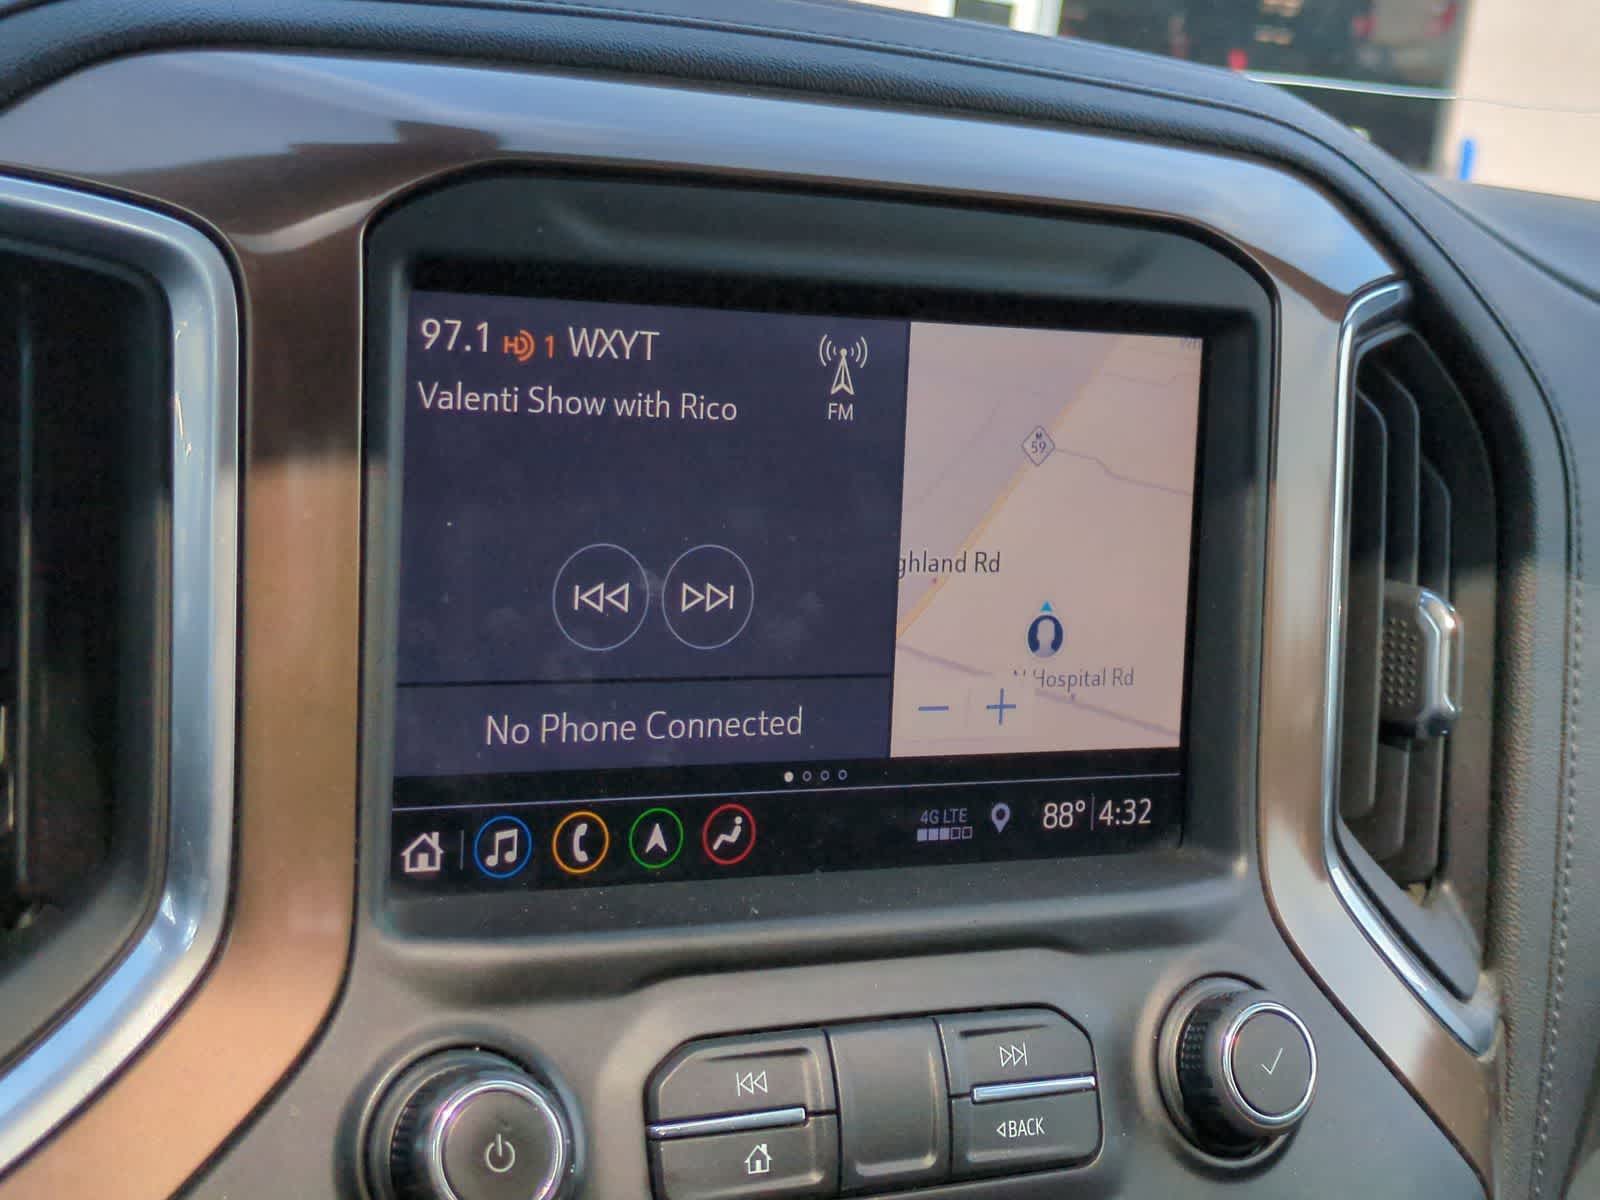 97.1 HD 1 WXYT
Valenti Show with Rico
FM
M
59
ghland Rd
N Hospital Rd
No Phone Connected
4G LTE
88° 4:32
BACK